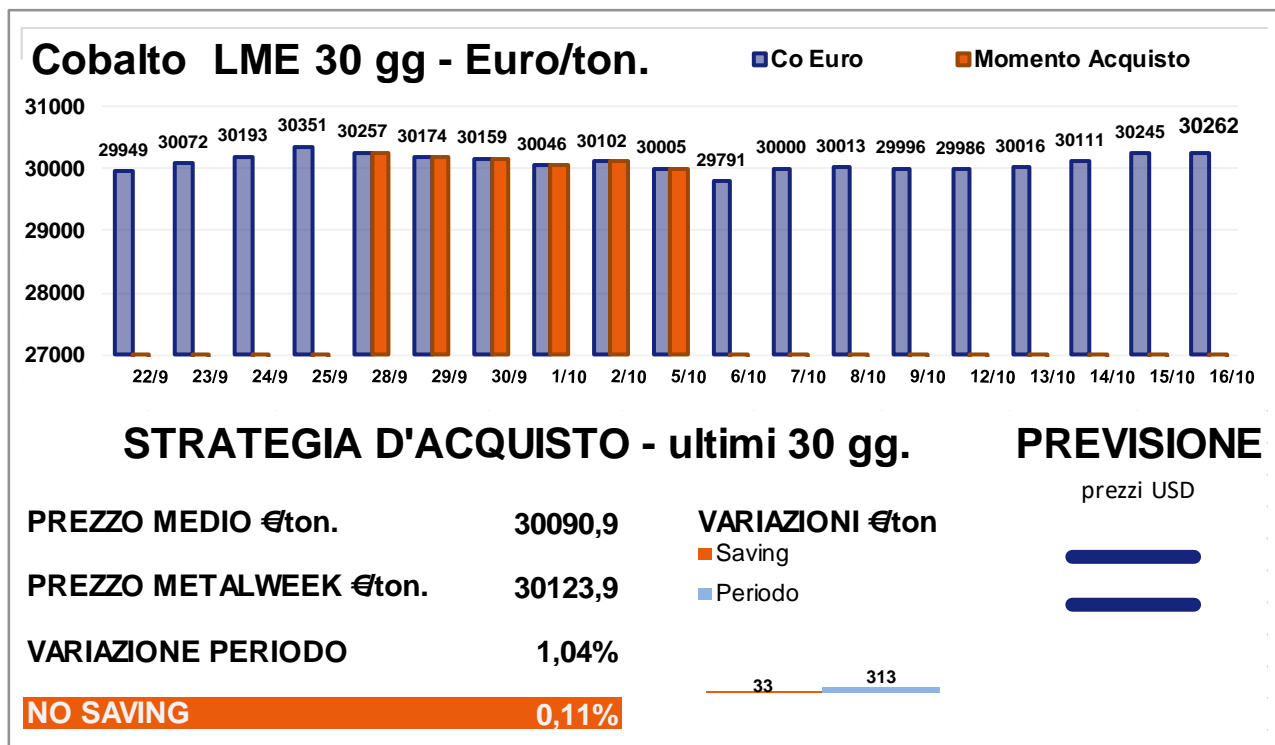 Cobalto LME 30 gg - Euro/ton.
Co Euro
Momento Acquisto
31000
30000
29000
28000
27000
29949 30072 30193 30351 30257 30174 30159 30046 30102 30005 29791 30000 30013 29996 29986 30016 30111 30245 30262
22/9 23/9 24/9 25/9 28/9 29/9 30/9 1/10 2/10 5/10 6/10 7/10 8/10 9/10 12/10 13/10 14/10 15/10 16/10
STRATEGIA D'ACQUISTO - ultimi 30 gg.
PREZZO MEDIO €/ton. 30090,9
PREZZO METALWEEK €/ton. 30123,9
VARIAZIONE PERIODO 1,04%
NO SAVING 0,11%
VARIAZIONI €/ton
Saving
Periodo
33 313
PREVISIONE
prezzi USD